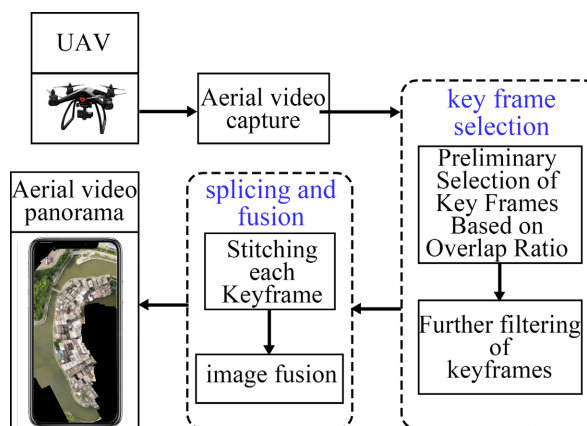 UAV
Aerial video
capture
key frame
selection
Preliminary
Selection of
Key Frames
Based on
Overlap Ratio
Further filtering
of
keyframes
splicing and
fusion
Stitching
each
Keyframe
image fusion
Aerial video
panorama